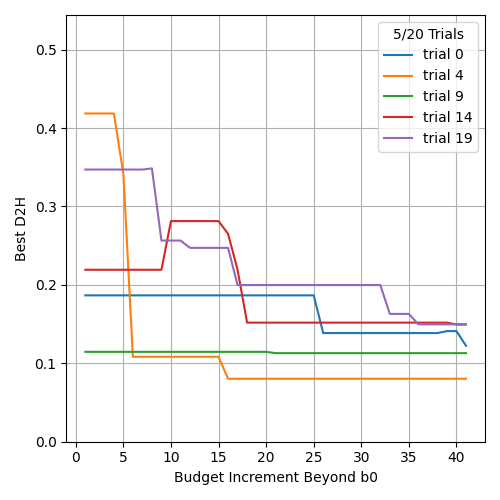 5/20 Trials
trial 0
trial 4
trial 9
trial 14
trial 19
Best D2H
0.5
0.4
0.3
0.2
0.1
0.0
0 5 10 15 20 25 30 35 40
Budget Increment Beyond b0